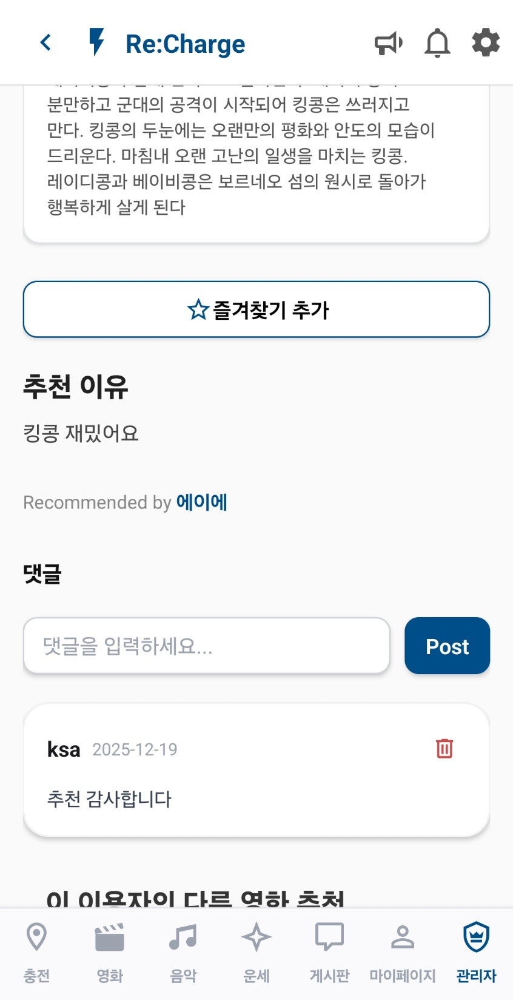 Re:Charge
분만하고 군대의 공격이 시작되어 킹콩은 쓰러지고
만다. 킹콩의 두눈에는 오랜만의 평화와 안도의 모습이
드리운다. 마침내 오랜 고난의 일생을 마치는 킹콩.
레이디콩과 베이비콩은 보르네오 섬의 원시로 돌아가
행복하게 살게 된다
즐겨찾기 추가
추천 이유
킹콩 재밌어요
Recommended by 에이에
댓글
댓글을 입력하세요...
Post
ksa 2025-12-19
추천 감사합니다
이 이용자의 다른 영화 추천
충전 영화 음악 운세 게시판 마이페이지 관리자